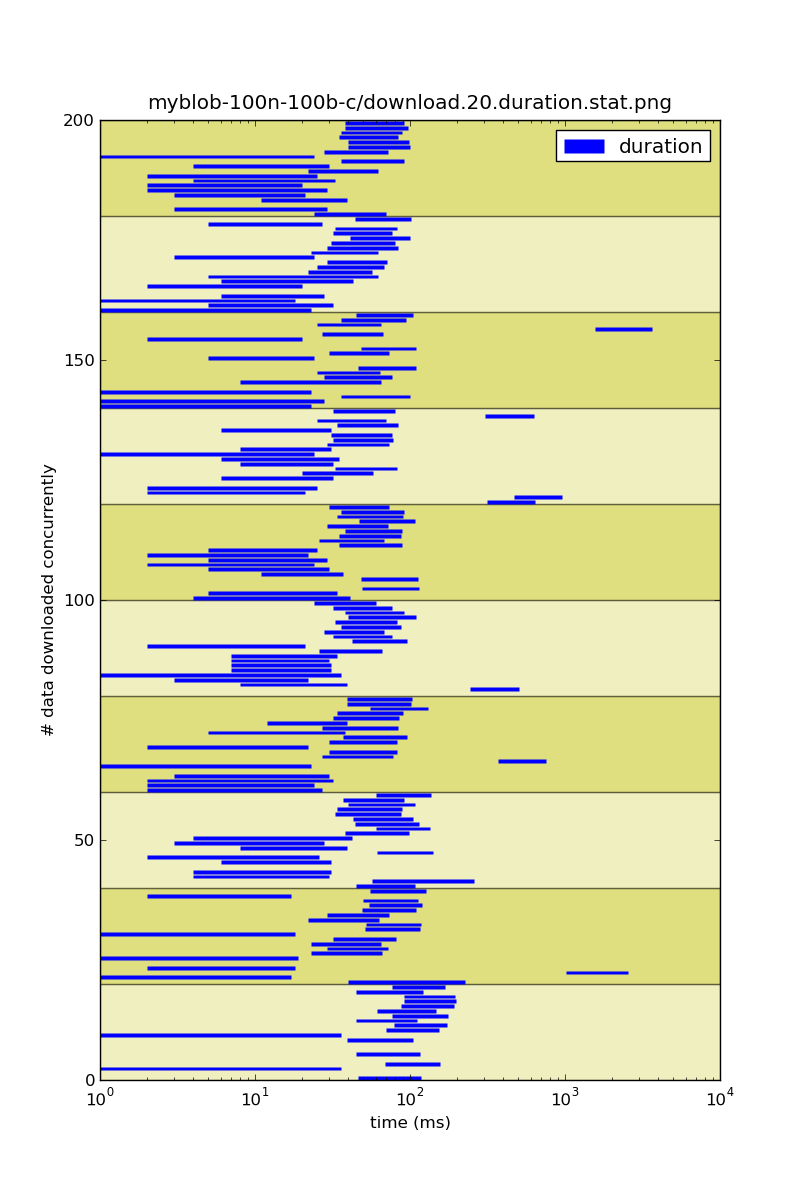 myblob-100n-100b-c/download.20.duration.stat.png
duration
200
150
100
50
0
# data downloaded concurrently
10^0 10^1 10^2 10^3 10^4
time (ms)